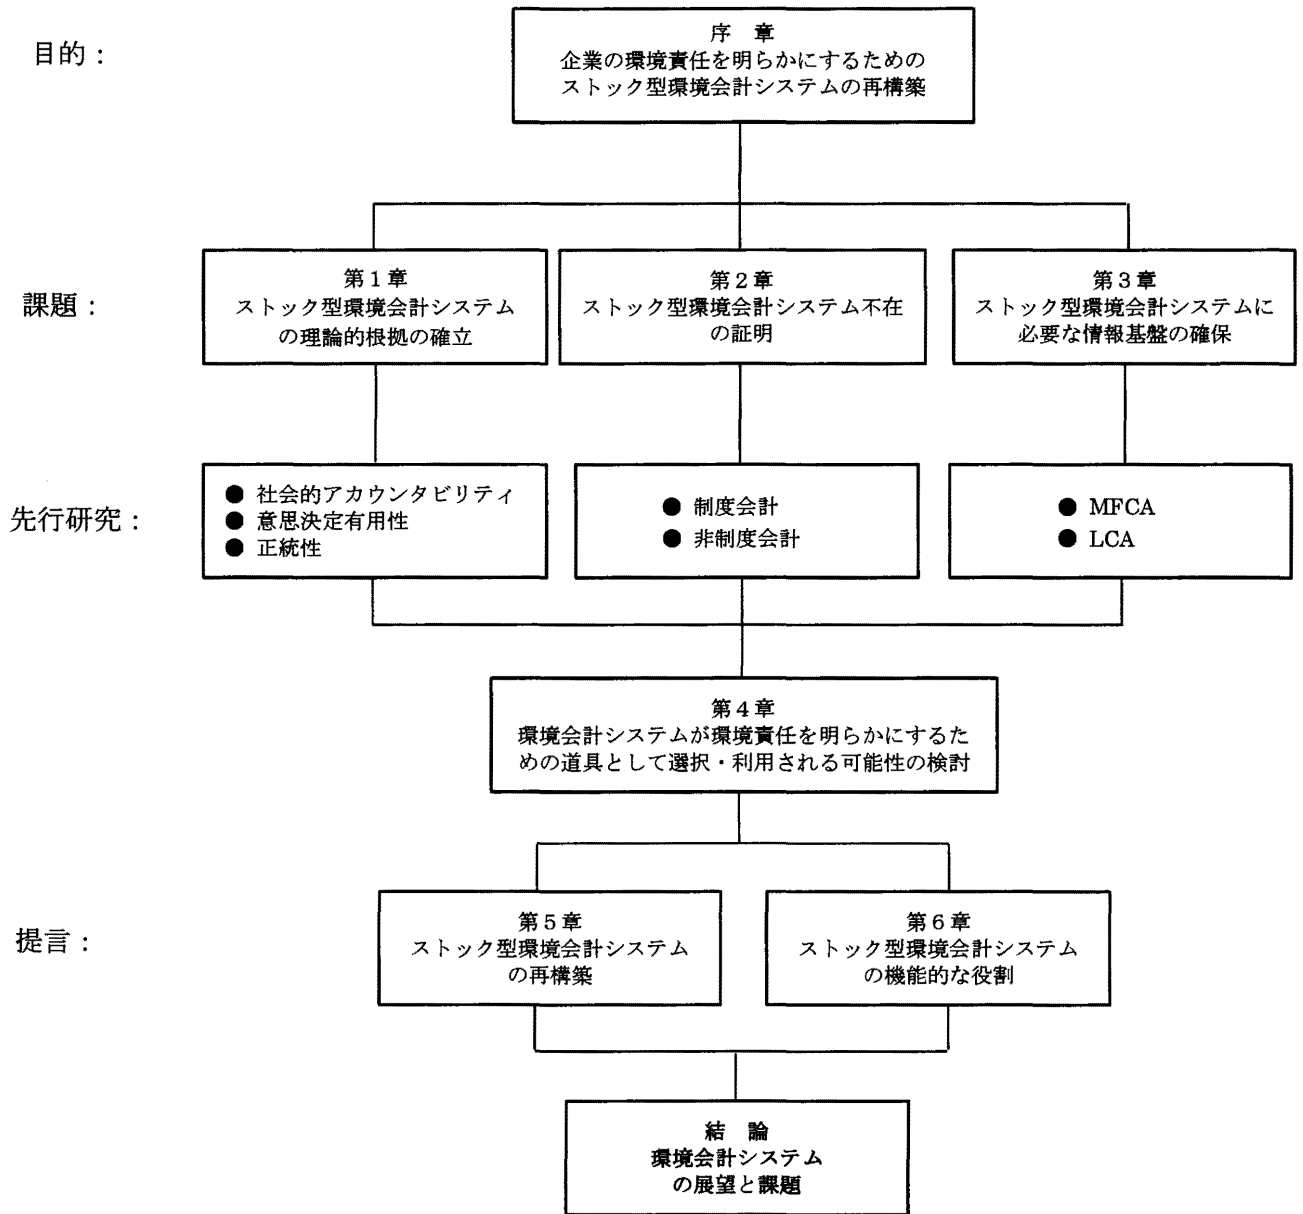 目的：
序　章
企業の環境責任を明らかにするための
ストック型環境会計システムの再構築
課題：
第１章
ストック型環境会計システム
の理論的根拠の確立
第２章
ストック型環境会計システム不在
の証明
第３章
ストック型環境会計システムに
必要な情報基盤の確保
先行研究：
● 社会的アカウンタビリティ
● 意思決定有用性
● 正統性
● 制度会計
● 非制度会計
● MFCA
● LCA
第４章
環境会計システムが環境責任を明らかにするた
めの道具として選択・利用される可能性の検討
提言：
第５章
ストック型環境会計システム
の再構築
第６章
ストック型環境会計システム
の機能的な役割
結　論
環境会計システム
の展望と課題